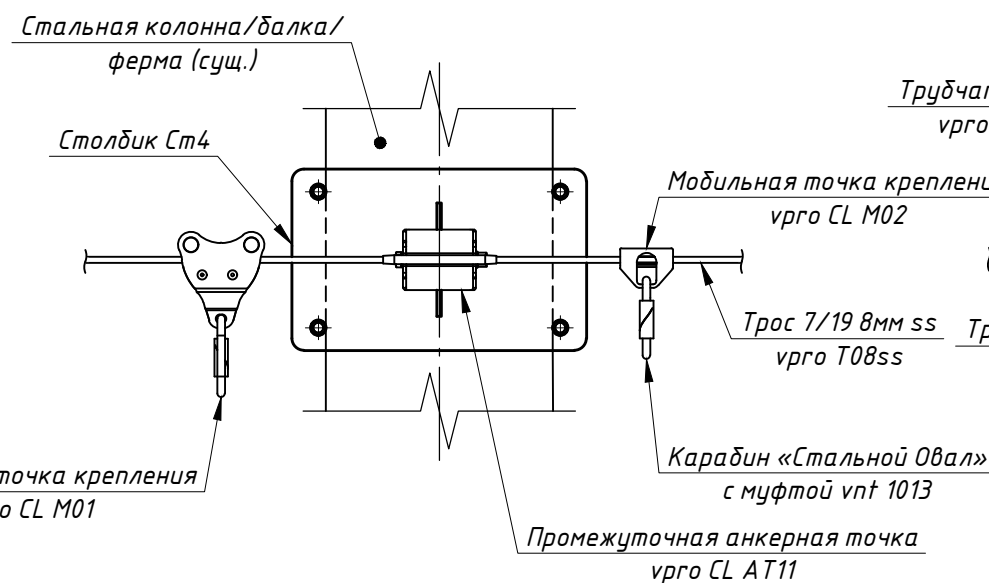 Стальная колонна/балка/
ферма (сущ.)
Столбик Ст4
vpro
Мобильная точка
vpro CL M02
Трос 7/19 8мм ss
vpro T08ss
Карабин «Стальной Овал»
с муфтой vnt 1013
точка крепления
CL M01
Промежуточная анкерная точка
vpro CL AT11